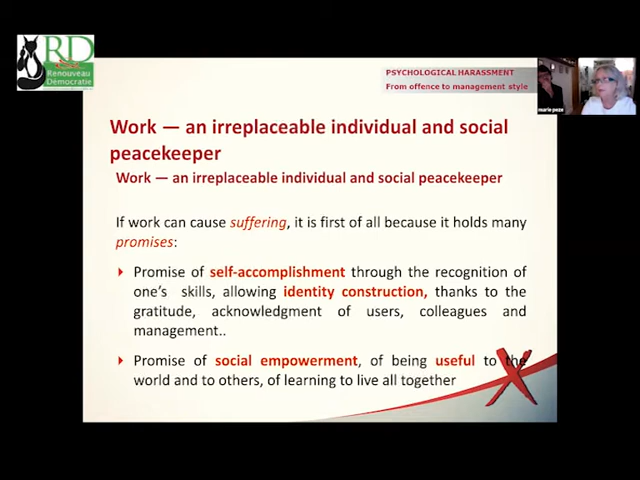 RD
Renouveau
Démocratie
PSYCHOLOGICAL HARASSMENT
From offence to management style
marie peze
Work — an irreplaceable individual and social
peacekeeper
Work — an irreplaceable individual and social peacekeeper
If work can cause suffering, it is first of all because it holds many
promises:
Promise of self-accomplishment through the recognition of
one's skills, allowing identity construction, thanks to the
gratitude, acknowledgment of users, colleagues and
management..
Promise of social empowerment, of being useful to the
world and to others, of learning to live all together